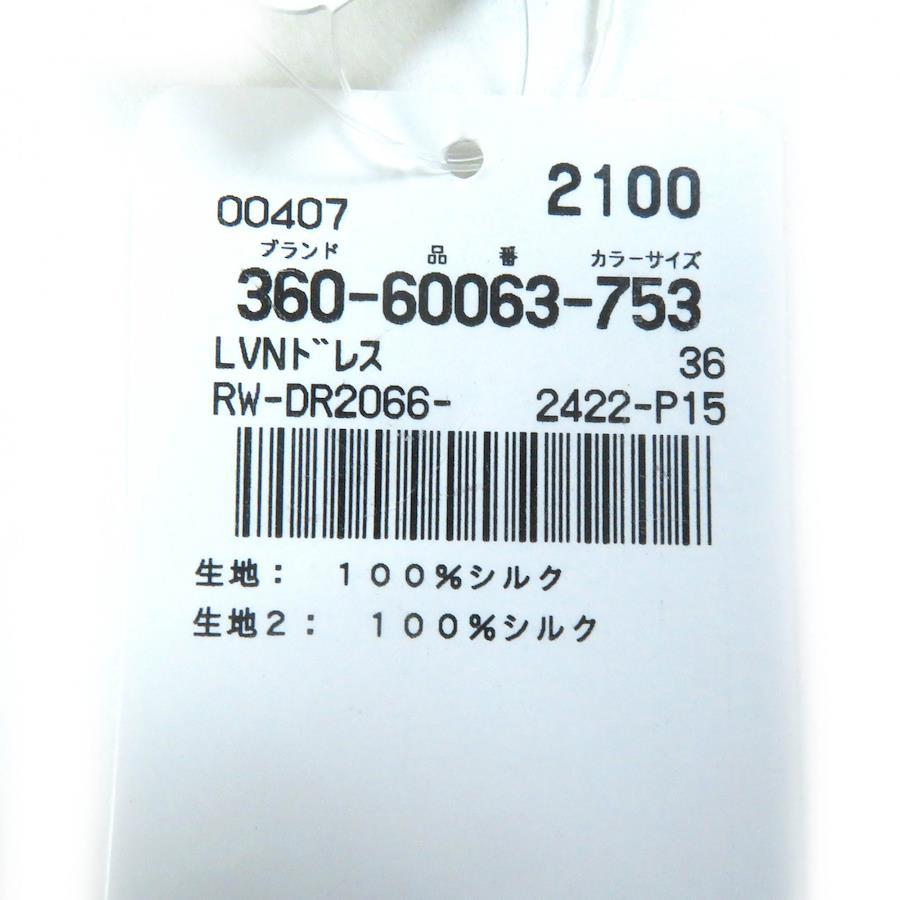 00407 2100
ブランド 品 番 カラーサイズ
360-60063-753
LVNドレス 36
RW-DR2066- 2422-P15
生地： １００％シルク
生地２： １００％シルク